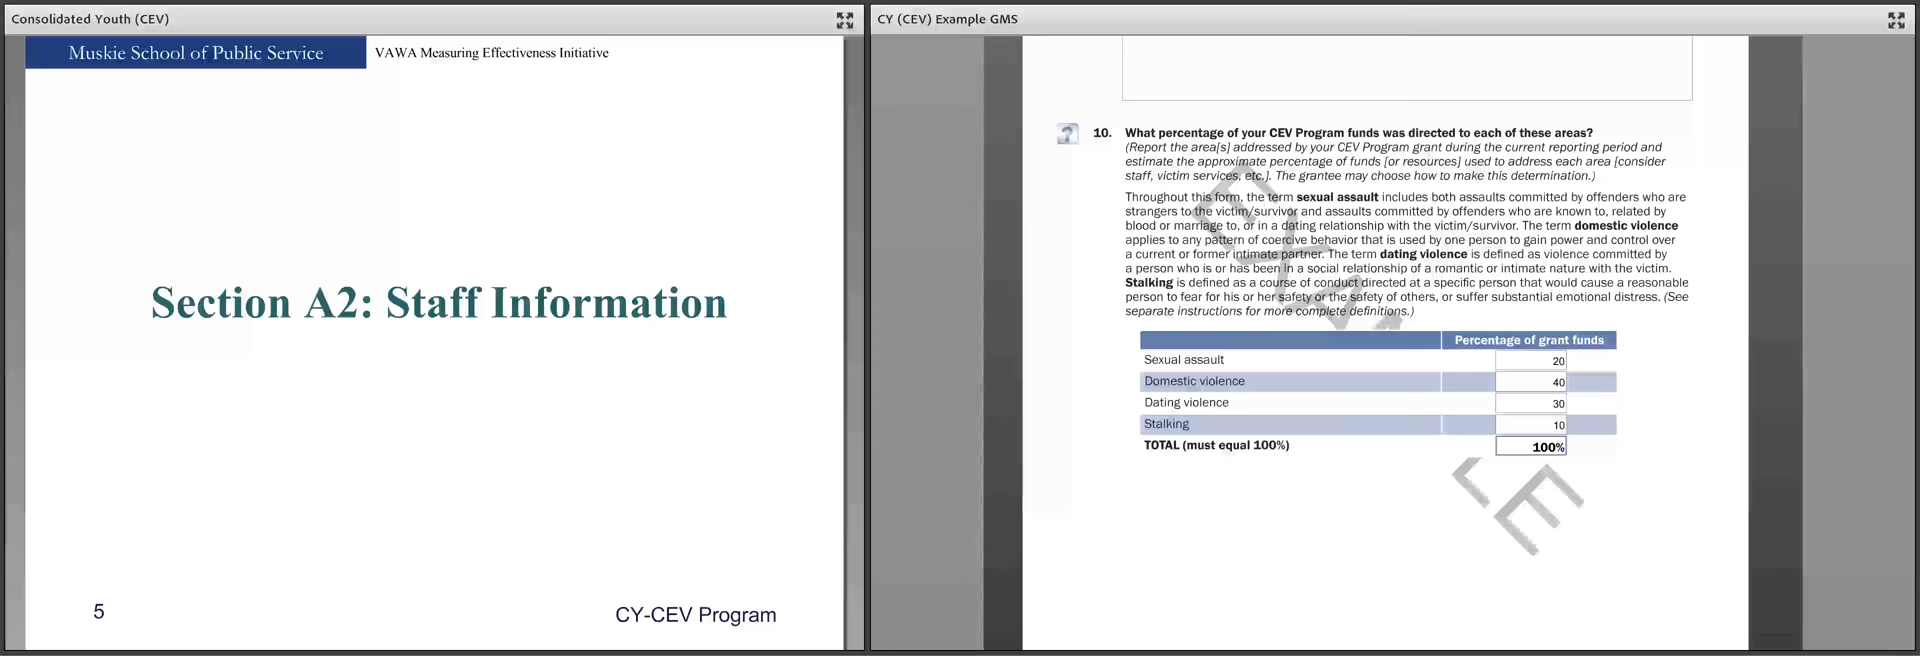 Consolidated Youth (CEV)
Muskie School of Public Service
VAWA Measuring Effectiveness Initiative
Section A2: Staff Information
5
CY-CEV Program
CY (CEV) Example GMS
?
10. What percentage of your CEV Program funds was directed to each of these areas?
(Report the area[s] addressed by your CEV Program grant during the current reporting period and
estimate the approximate percentage of funds [or resources] used to address each area [consider
staff, victim services, etc.]. The grantee may choose how to make this determination.)
Throughout this form, the term sexual assault includes both assaults committed by offenders who are
strangers to the victim/survivor and assaults committed by offenders who are known to, related by
blood or marriage to, or in a dating relationship with the victim/survivor. The term domestic violence
applies to any pattern of coercive behavior that is used by one person to gain power and control over
a current or former intimate partner. The term dating violence is defined as violence committed by
a person who is or has been in a social relationship of a romantic or intimate nature with the victim.
Stalking is defined as a course of conduct directed at a specific person that would cause a reasonable
person to fear for his or her safety or the safety of others, or suffer substantial emotional distress. (See
separate instructions for more complete definitions.)
Percentage of grant funds
Sexual assault 20
Domestic violence 40
Dating violence 30
Stalking 10
TOTAL (must equal 100%) 100%